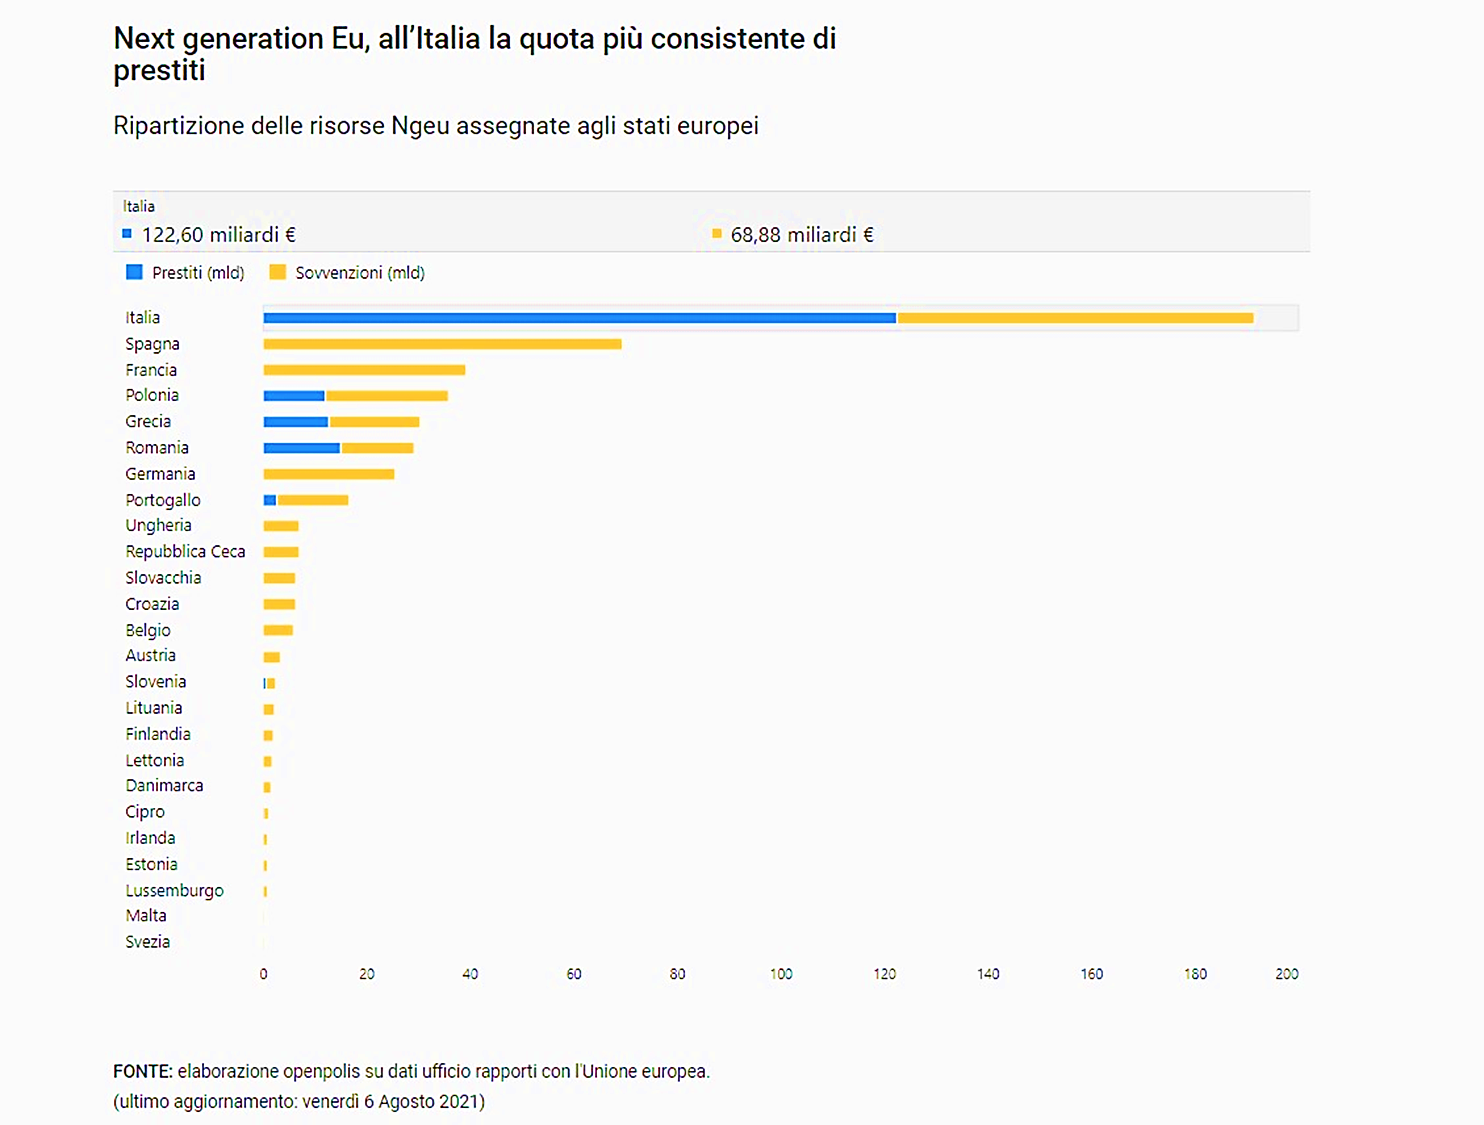 Next generation Eu, all’Italia la quota più consistente di
prestiti
Ripartizione delle risorse Ngeu assegnate agli stati europei
Italia
122,60 miliardi €
68,88 miliardi €
Prestiti (mld)
Sovvenzioni (mld)
Italia
Spagna
Francia
Polonia
Grecia
Romania
Germania
Portogallo
Ungheria
Repubblica Ceca
Slovacchia
Croazia
Belgio
Austria
Slovenia
Lituania
Finlandia
Lettonia
Danimarca
Cipro
Irlanda
Estonia
Lussemburgo
Malta
Svezia
0 20 40 60 80 100 120 140 160 180 200
FONTE: elaborazione openpolis su dati ufficio rapporti con l'Unione europea.
(ultimo aggiornamento: venerdì 6 Agosto 2021)